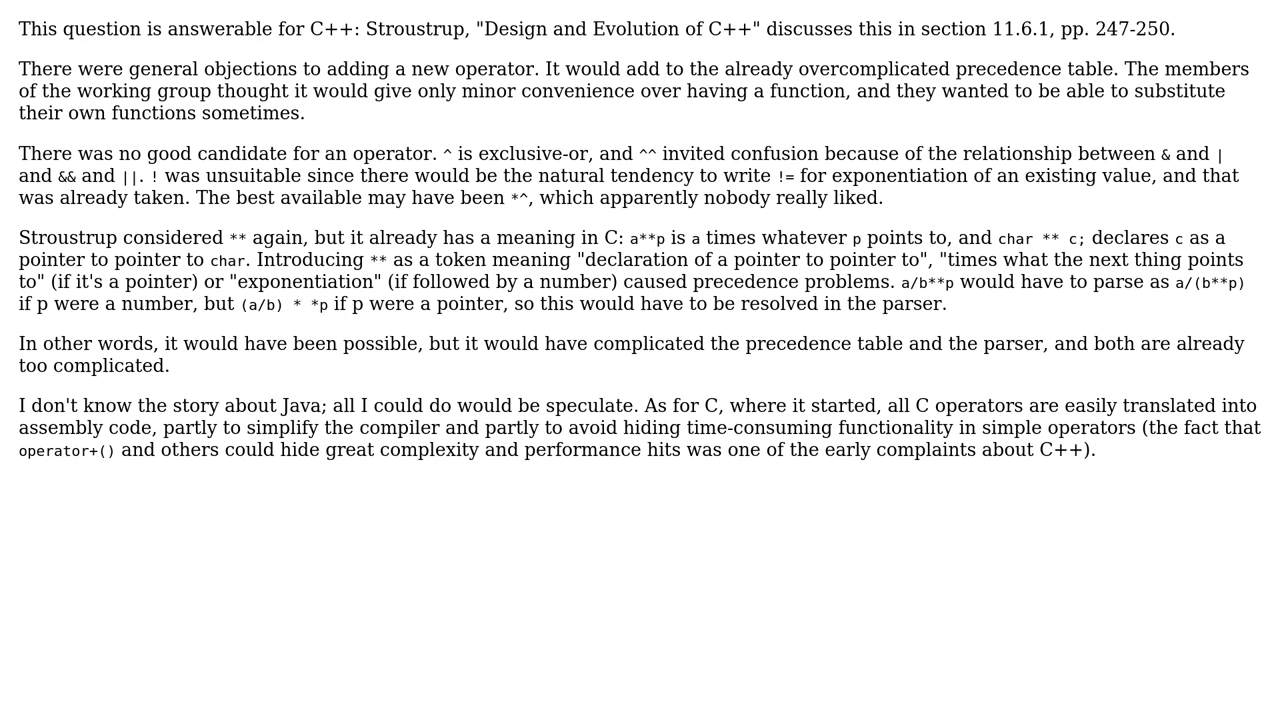 This question is answerable for C++: Stroustrup, "Design and Evolution of C++" discusses this in section 11.6.1, pp. 247-250.
There were general objections to adding a new operator. It would add to the already overcomplicated precedence table. The members
of the working group thought it would give only minor convenience over having a function, and they wanted to be able to substitute
their own functions sometimes.
There was no good candidate for an operator. ^ is exclusive-or, and ^^ invited confusion because of the relationship between & and |
and && and ||. ! was unsuitable since there would be the natural tendency to write != for exponentiation of an existing value, and that
was already taken. The best available may have been *^, which apparently nobody really liked.
Stroustrup considered ** again, but it already has a meaning in C: a**p is a times whatever p points to, and char ** c; declares c as a
pointer to pointer to char. Introducing ** as a token meaning "declaration of a pointer to pointer to", "times what the next thing points
to" (if it's a pointer) or "exponentiation" (if followed by a number) caused precedence problems. a/b**p would have to parse as a/(b**p)
if p were a number, but (a/b) * *p if p were a pointer, so this would have to be resolved in the parser.
In other words, it would have been possible, but it would have complicated the precedence table and the parser, and both are already
too complicated.
I don't know the story about Java; all I could do would be speculate. As for C, where it started, all C operators are easily translated into
assembly code, partly to simplify the compiler and partly to avoid hiding time-consuming functionality in simple operators (the fact that
operator+() and others could hide great complexity and performance hits was one of the early complaints about C++).